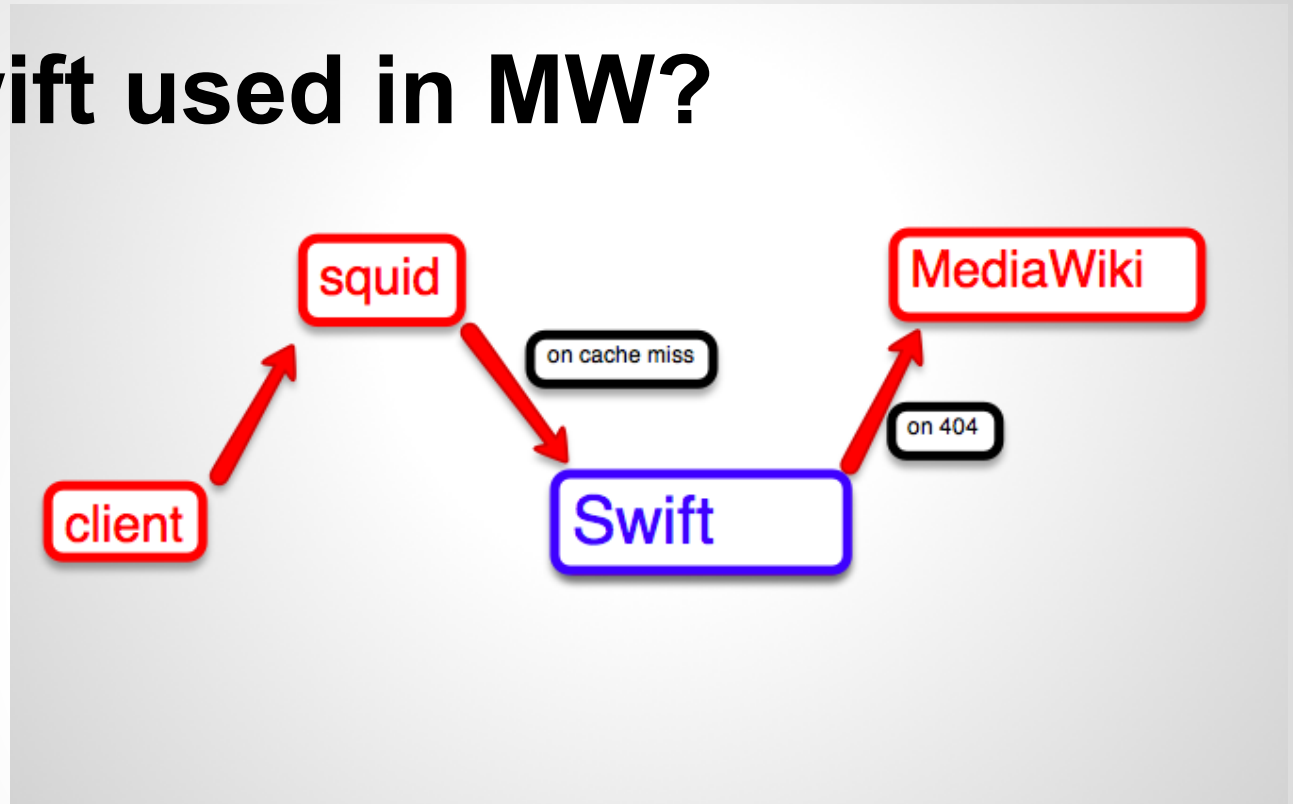 ift used in MW?
squid
MediaWiki
on cache miss
on 404
client
Swift